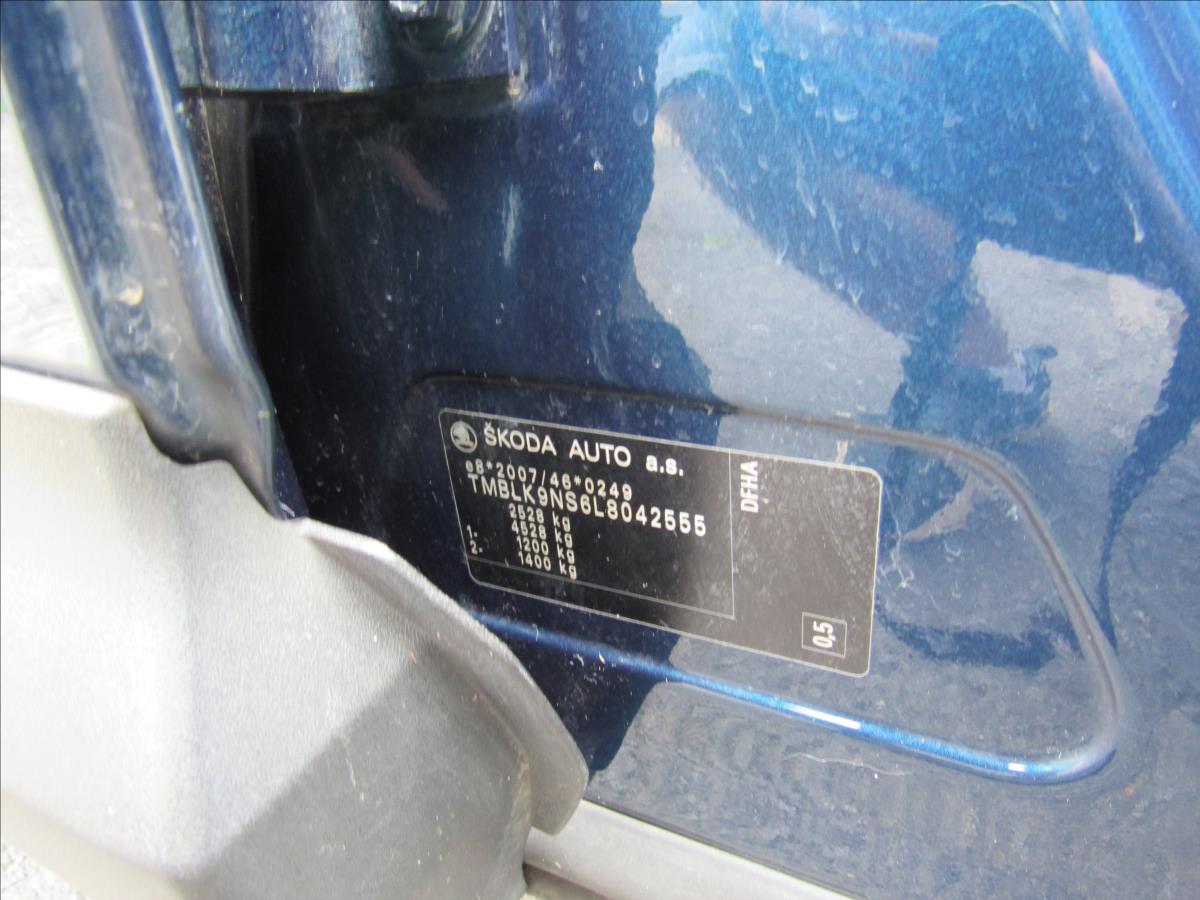 ŠKODA AUTO a.s.
e8*2007/46*0249
TMBLK9NS6L8042555
2528 kg
4528 kg
1- 1200 kg
2- 1400 kg
DFHA
0,5